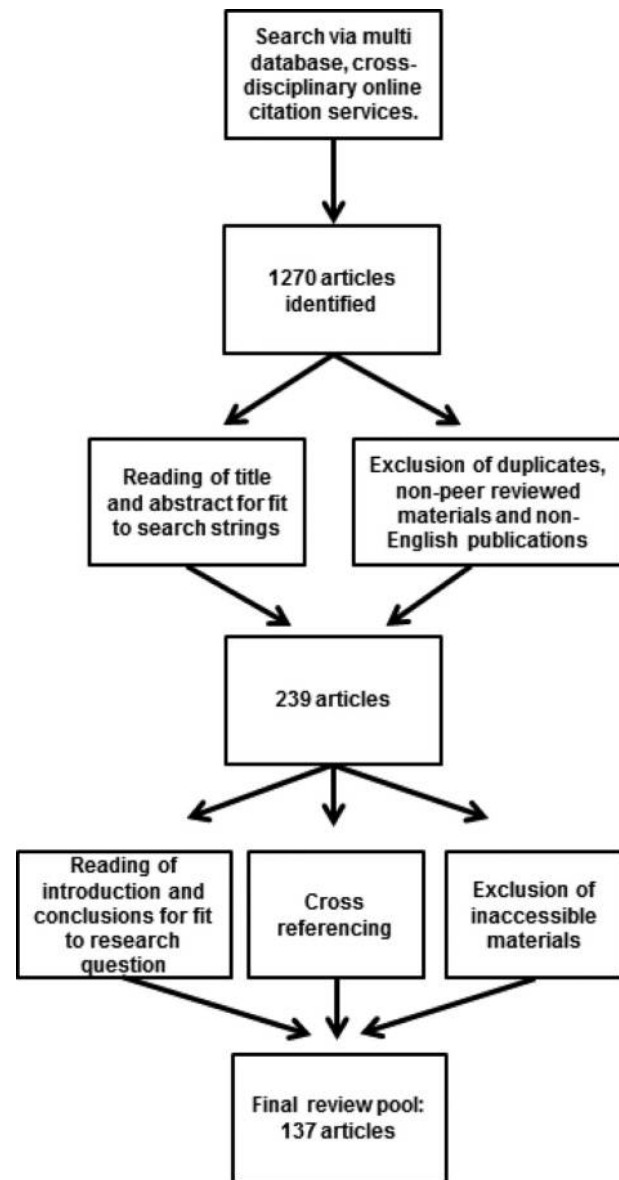 Search via multi
database, cross-
disciplinary online
citation services.
1270 articles
identified
Reading of title
and abstract for fit
to search strings
Exclusion of duplicates,
non-peer reviewed
materials and non-
English publications
239 articles
Reading of
introduction and
conclusions for fit
to research
question
Cross
referencing
Exclusion of
inaccessible
materials
Final review pool:
137 articles